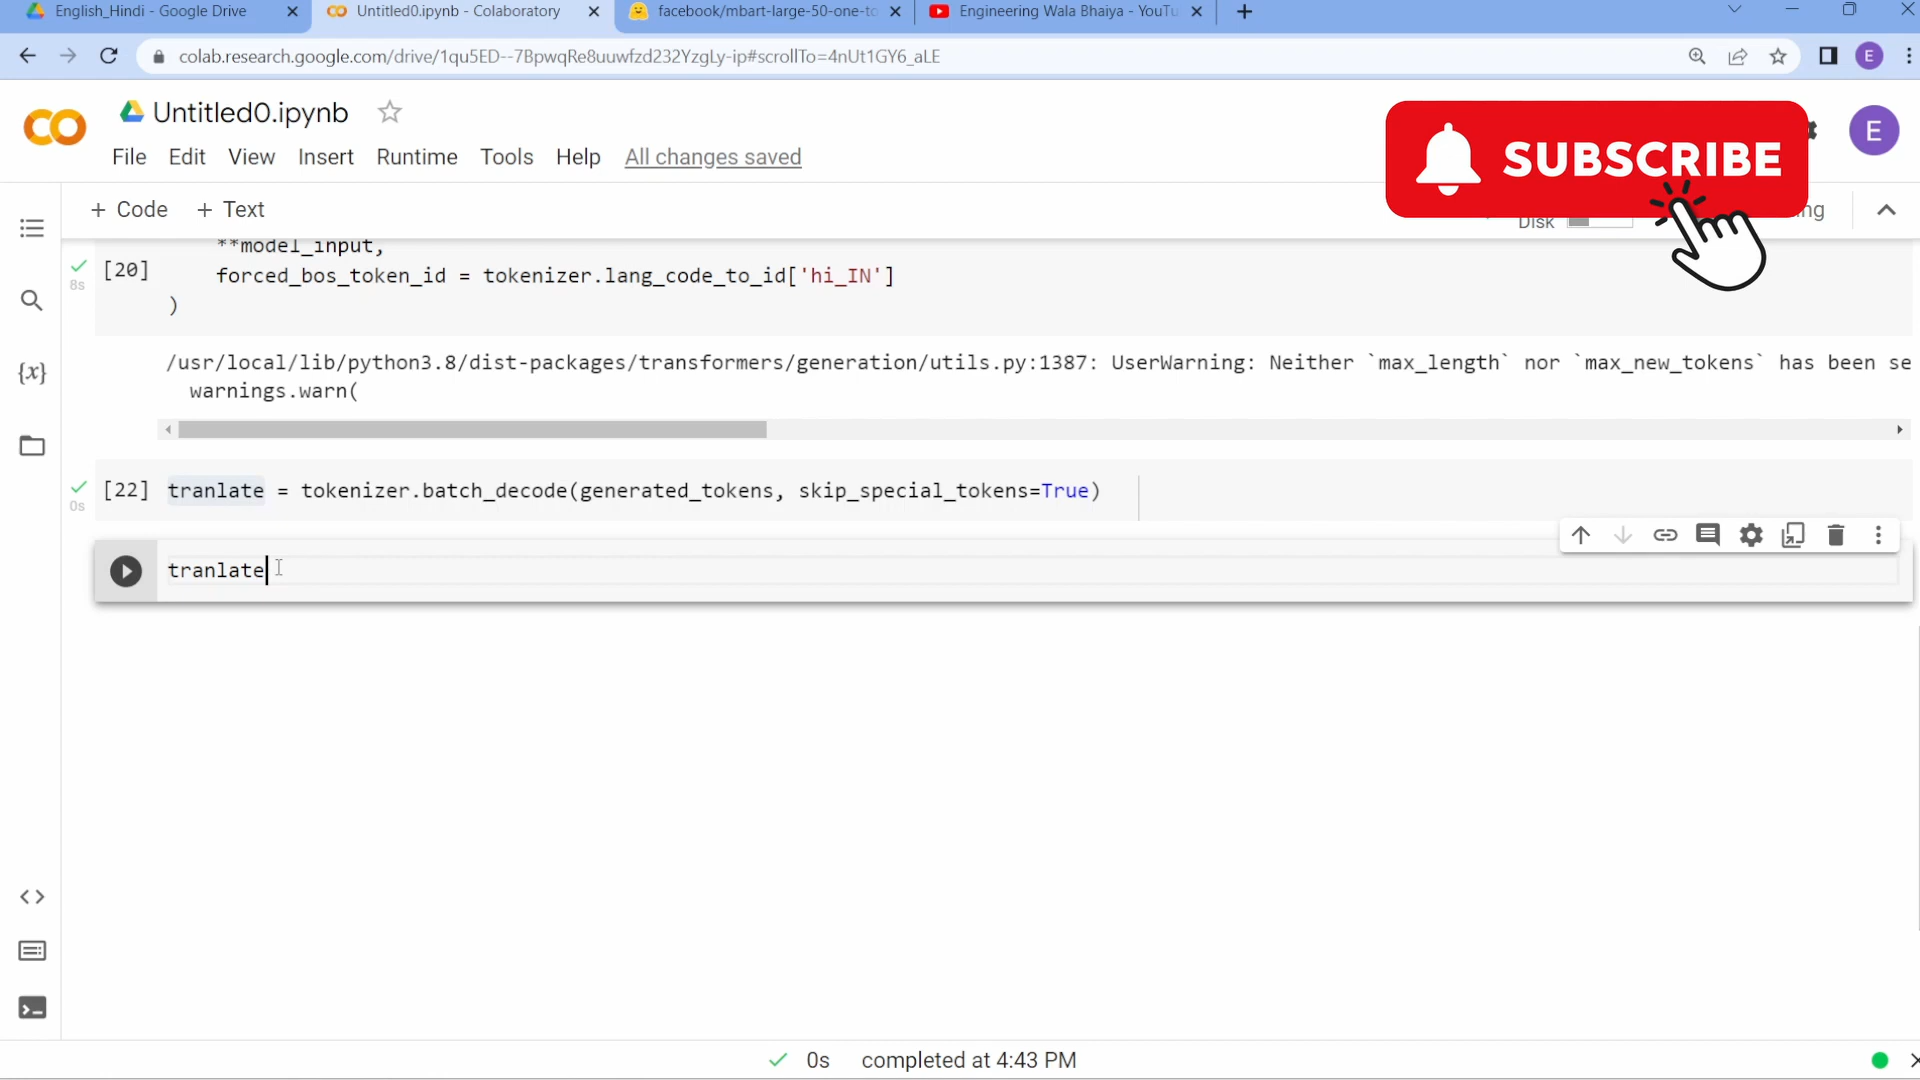 English_Hindi - Google Drive
Untitled0.ipynb - Colaboratory
facebook/mbart-large-50-one-to
Engineering Wala Bhaiya - YouTu
colab.research.google.com/drive/1qu5ED--7BpwqRe8uuwfzd232YzgLy-ip#scrollTo=4nUt1GY6_aLE
E
CO
Untitled0.ipynb
File Edit View Insert Runtime Tools Help All changes saved
SUBSCRIBE
E
+ Code + Text
Disk
**model_input,
[20] forced_bos_token_id = tokenizer.lang_code_to_id['hi_IN']
8s
)
/usr/local/lib/python3.8/dist-packages/transformers/generation/utils.py:1387: UserWarning: Neither `max_length` nor `max_new_tokens` has been se
warnings.warn(
{x}
[22] tranlate = tokenizer.batch_decode(generated_tokens, skip_special_tokens=True)
0s
tranlate
0s completed at 4:43 PM